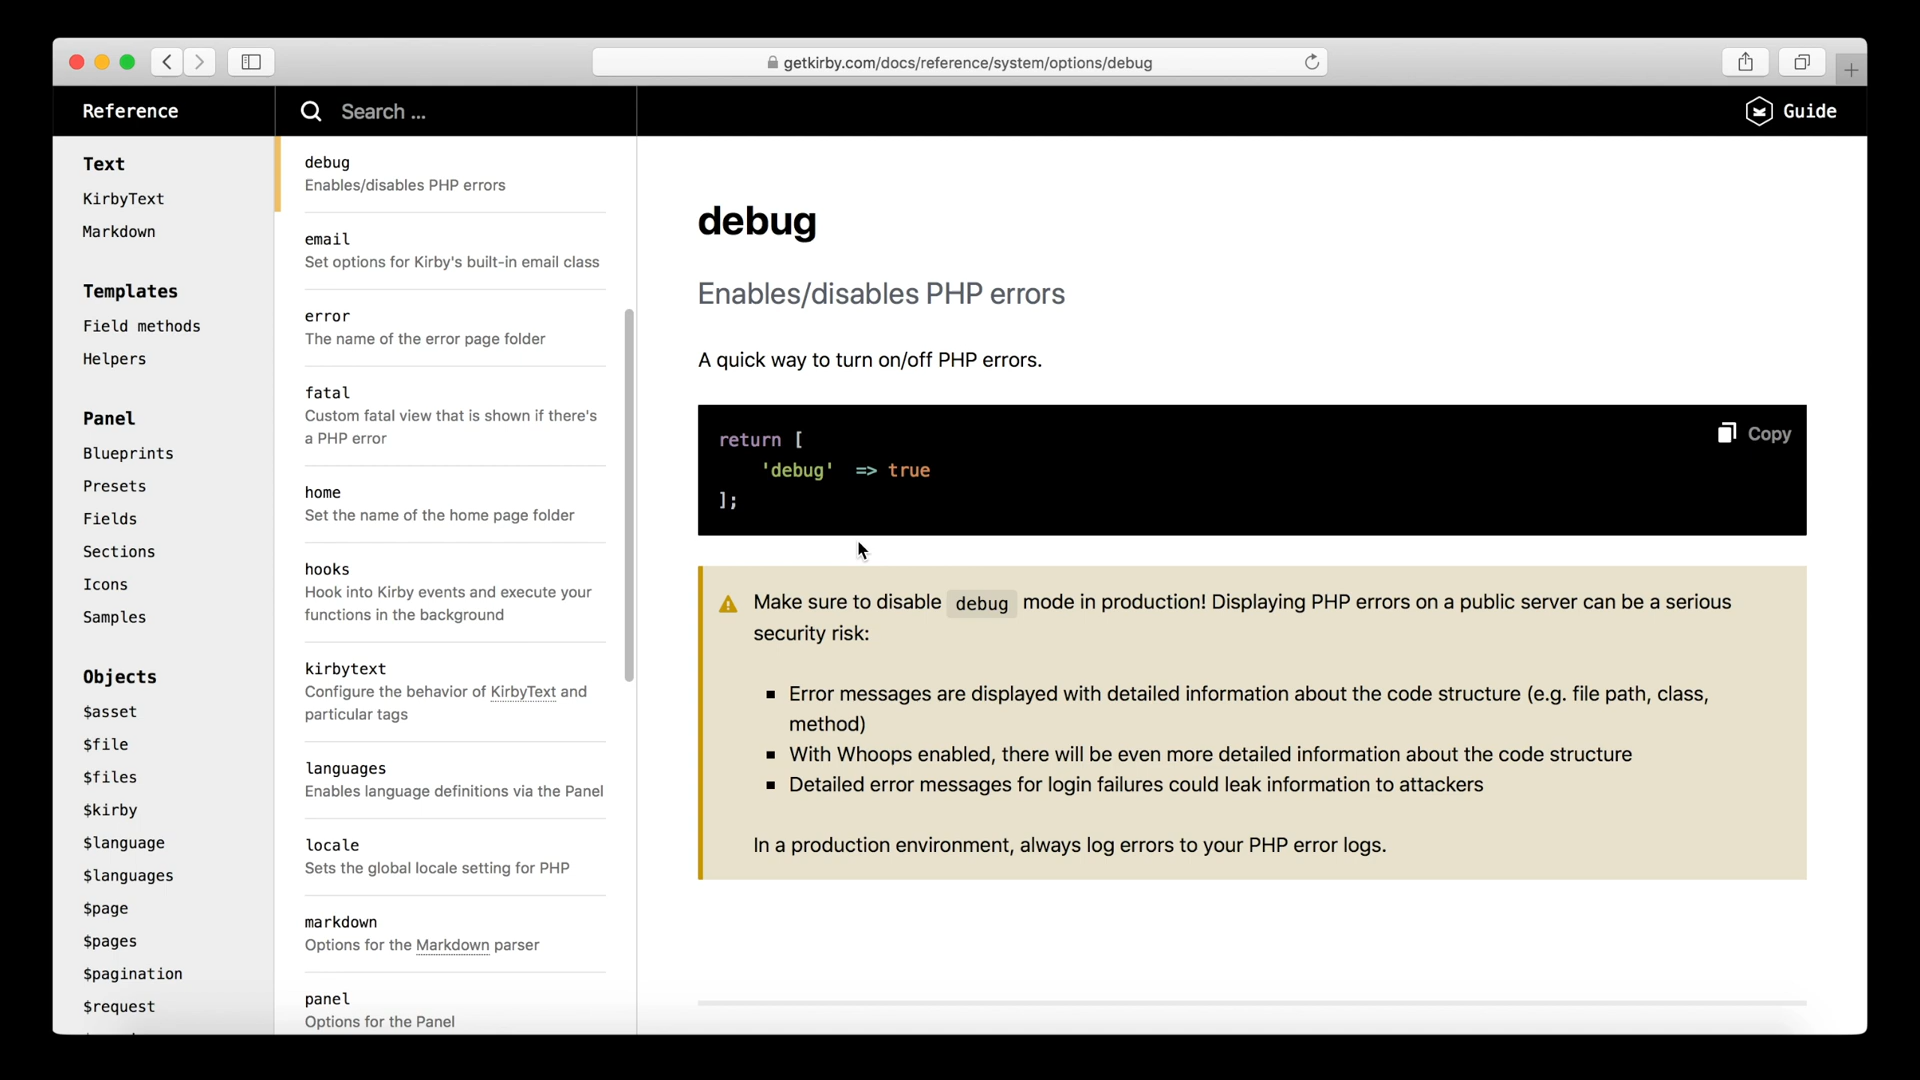 getkirby.com/docs/reference/system/options/debug
Reference
Search ...
Guide
Text
KirbyText
Markdown
Templates
Field methods
Helpers
Panel
Blueprints
Presets
Fields
Sections
Icons
Samples
Objects
$asset
$file
$files
$kirby
$language
$languages
$page
$pages
$pagination
$request
debug
Enables/disables PHP errors
email
Set options for Kirby's built-in email class
error
The name of the error page folder
fatal
Custom fatal view that is shown if there's
a PHP error
home
Set the name of the home page folder
hooks
Hook into Kirby events and execute your
functions in the background
kirbytext
Configure the behavior of KirbyText and
particular tags
languages
Enables language definitions via the Panel
locale
Sets the global locale setting for PHP
markdown
Options for the Markdown parser
panel
Options for the Panel
debug
Enables/disables PHP errors
A quick way to turn on/off PHP errors.
Copy
return [
'debug' => true
];
Make sure to disable debug mode in production! Displaying PHP errors on a public server can be a serious
security risk:
Error messages are displayed with detailed information about the code structure (e.g. file path, class,
method)
With Whoops enabled, there will be even more detailed information about the code structure
Detailed error messages for login failures could leak information to attackers
In a production environment, always log errors to your PHP error logs.